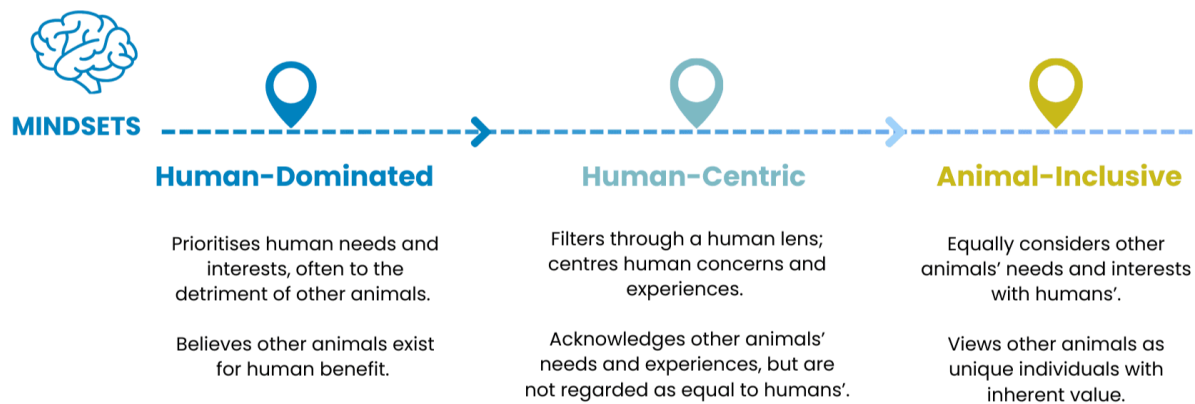 MINDSETS
Human-Dominated
Prioritises human needs and
interests, often to the
detriment of other animals.
Believes other animals exist
for human benefit.
Human-Centric
Filters through a human lens;
centres human concerns and
experiences.
Acknowledges other animals’
needs and experiences, but are
not regarded as equal to humans’.
Animal-Inclusive
Equally considers other
animals’ needs and interests
with humans’.
Views other animals as
unique individuals with
inherent value.